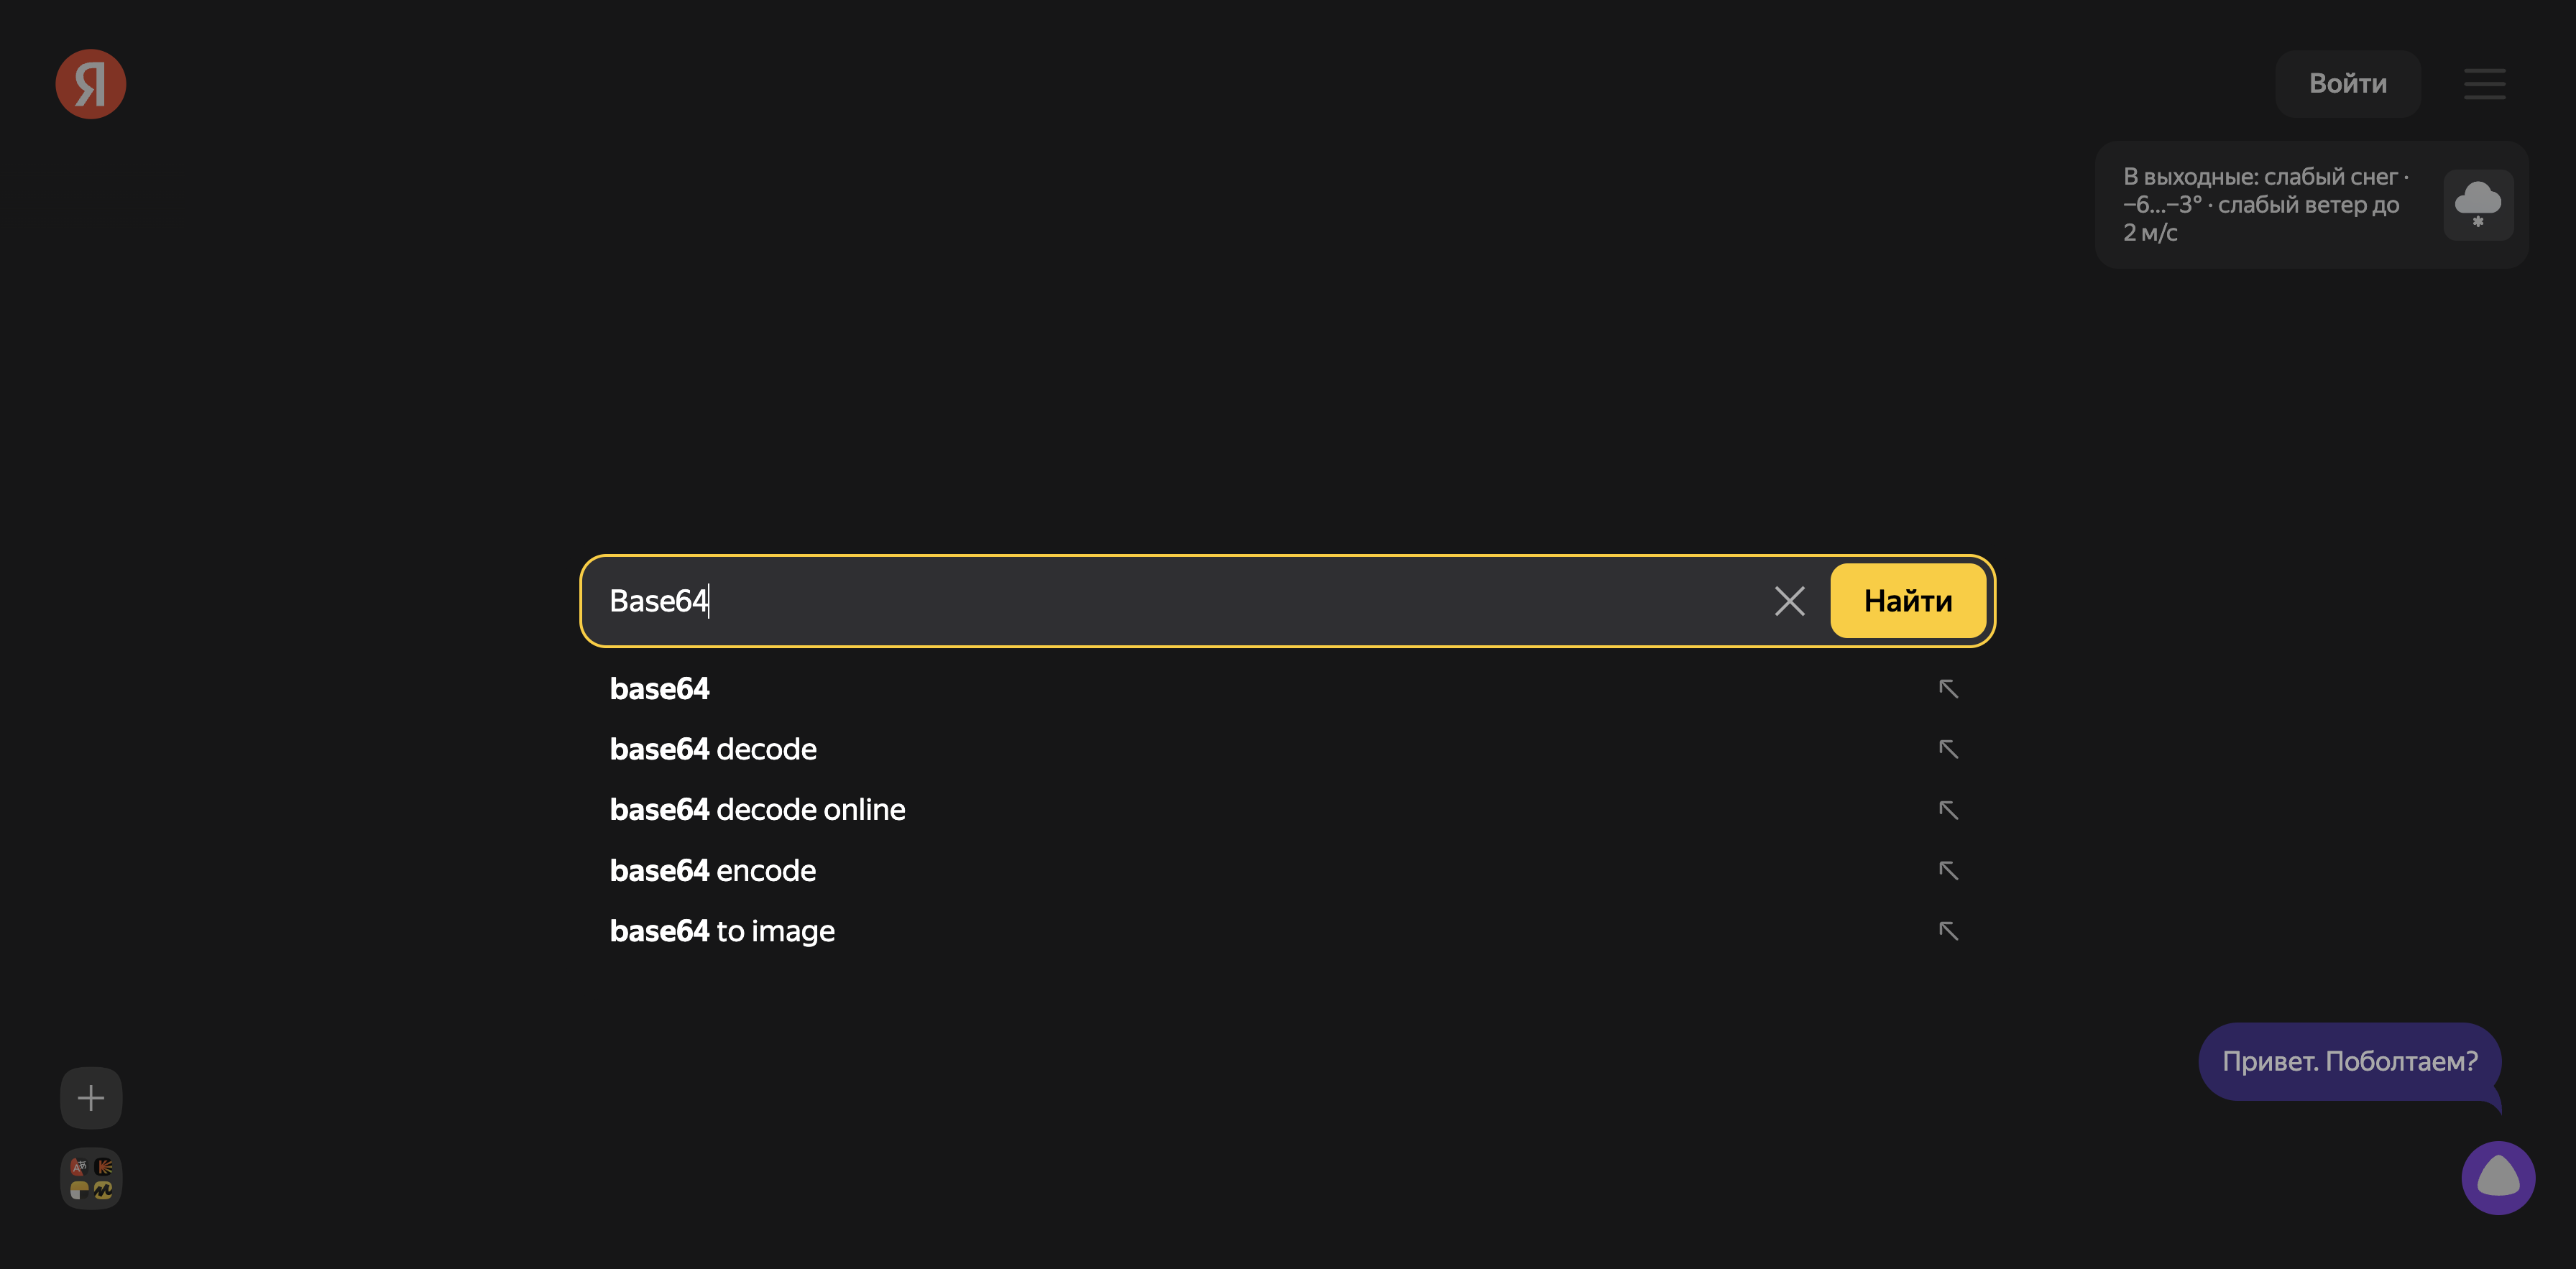 Я
Войти
В выходные: слабый снег ·
−6...−3° · слабый ветер до
2 м/с
Base64
Найти
base64
base64 decode
base64 decode online
base64 encode
base64 to image
Привет. Поболтаем?